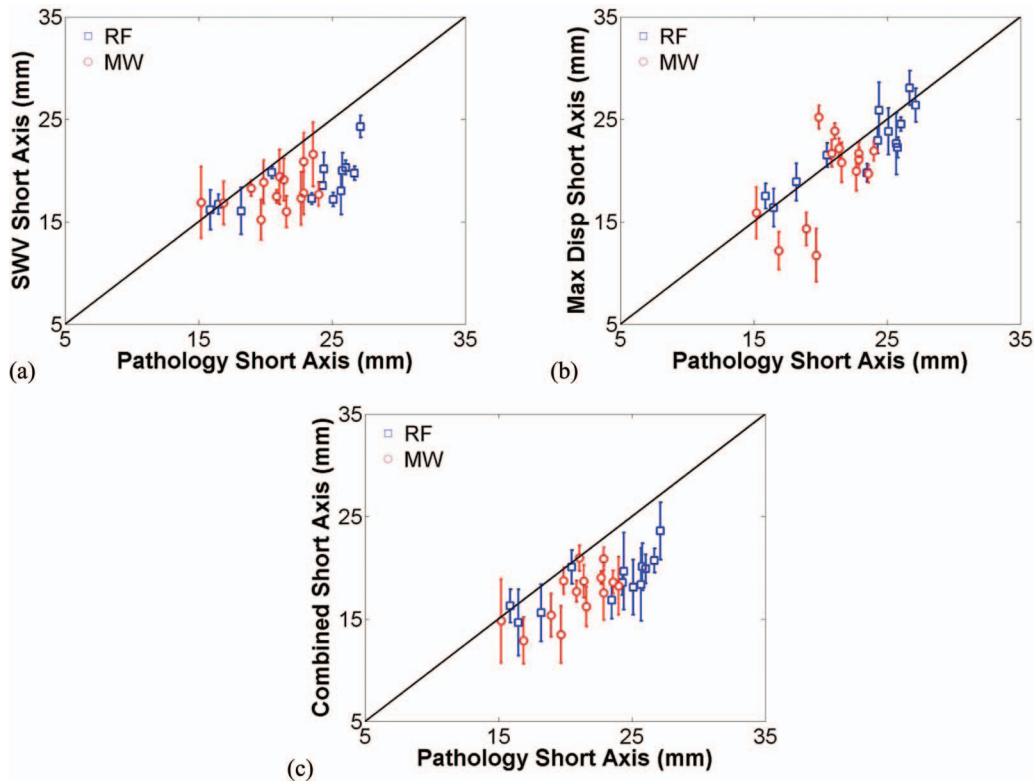 35
RF
MW
25
15
5
SWV Short Axis (mm)
5
15
25
35
Pathology Short Axis (mm)
(a)
35
RF
MW
25
15
5
Max Disp Short Axis (mm)
5
15
25
35
Pathology Short Axis (mm)
(b)
35
RF
MW
25
15
5
Combined Short Axis (mm)
5
15
25
35
Pathology Short Axis (mm)
(c)